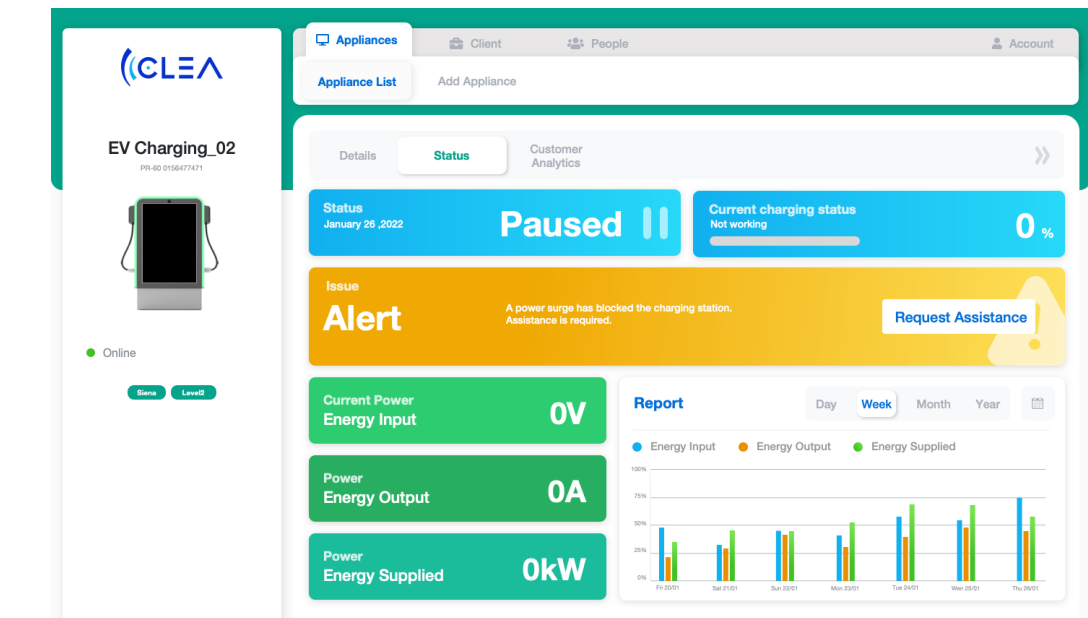 CLEA
EV Charging_02
PR-60 0156477471
Online
Siena Level2
Appliances Client People Account
Appliance List Add Appliance
Details Status Customer
Analytics
Status
January 26 ,2022
Paused
Current charging status
Not working
0 %
Issue
Alert
A power surge has blocked the charging station.
Assistance is required.
Request Assistance
Current Power
Energy Input
0V
Power
Energy Output
0A
Power
Energy Supplied
0kW
Report
Day Week Month Year
Energy Input Energy Output Energy Supplied
100%
75%
50%
25%
0%
Fri 20/01 Sat 21/01 Sun 22/01 Mon 23/01 Tue 24/01 Wen 25/01 Thu 26/01